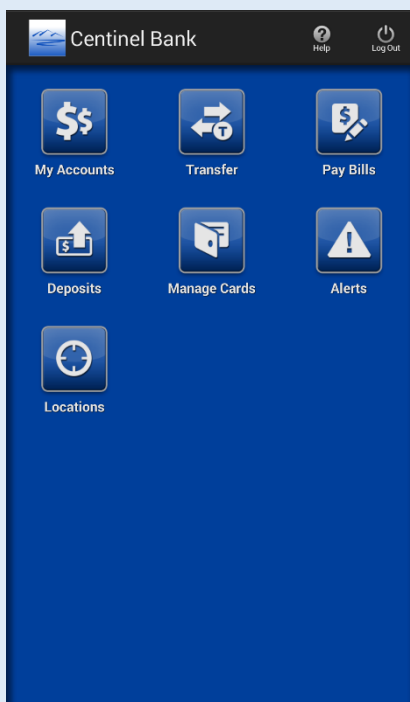 Centinel Bank
Help
Log Out
My Accounts
Transfer
Pay Bills
Deposits
Manage Cards
Alerts
Locations